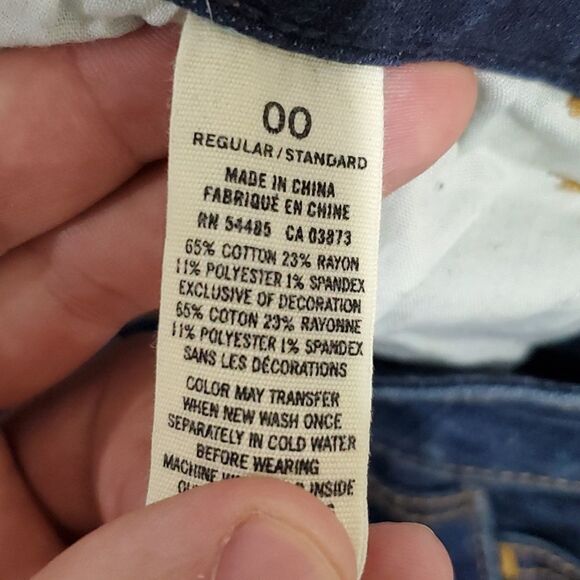 00
REGULAR/STANDARD
MADE IN CHINA
FABRIQUÉ EN CHINE
RN 54485 CA 03873
65% COTTON 23% RAYON
11% POLYESTER 1% SPANDEX
EXCLUSIVE OF DECORATION
65% COTON 23% RAYONNE
11% POLYESTER 1% SPANDEX
SANS LES DÉCORATIONS
COLOR MAY TRANSFER
WHEN NEW WASH ONCE
SEPARATELY IN COLD WATER
BEFORE WEARING
MACHINE INSIDE